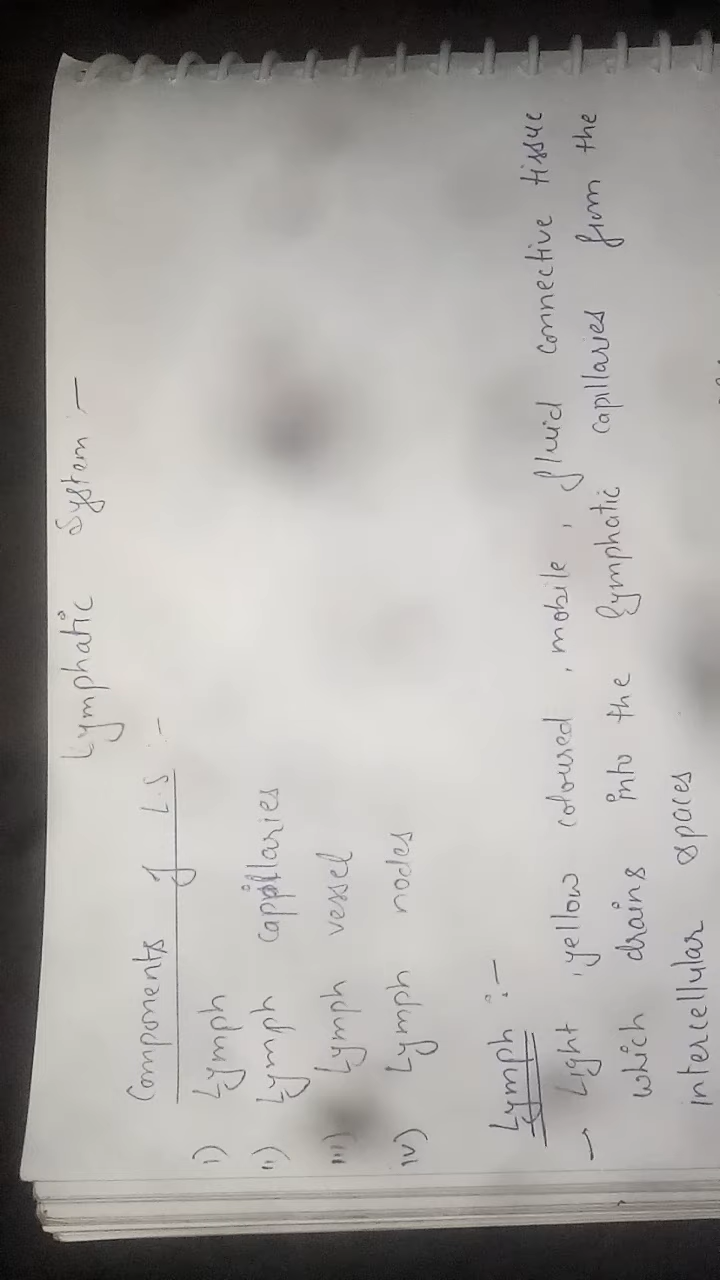 Lymphatic System :-
Components of L.S :-
i) Lymph
ii) Lymph capillaries
iii) Lymph vessel
iv) Lymph nodes
Lymph :-
→ Light , yellow coloured , mobile , fluid connective tissue
which drains into the lymphatic capillaries from the
intercellular spaces